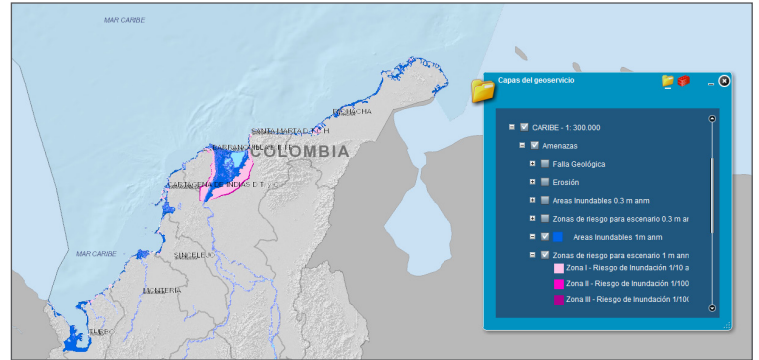 MAR CARIBE
RIOHACHA
SANTA MARTA D.T.C.H
BARRANQUILLA D.E.I.P
COLOMBIA
CARTAGENA DE INDIAS D.T.
MAR CARIBE
SINCELEJO
MONTERÍA
TURBO
Capas del geoservicio
CARIBE - 1: 300.000
Amenazas
Falla Geológica
Erosión
Areas Inundables 0.3 m anm
Zonas de riesgo para escenario 0.3 m ar
Areas Inundables 1m anm
Zonas de riesgo para escenario 1 m anm
Zona I - Riesgo de Inundación 1/10 a
Zona II - Riesgo de Inundación 1/100
Zona III - Riesgo de Inundación 1/100